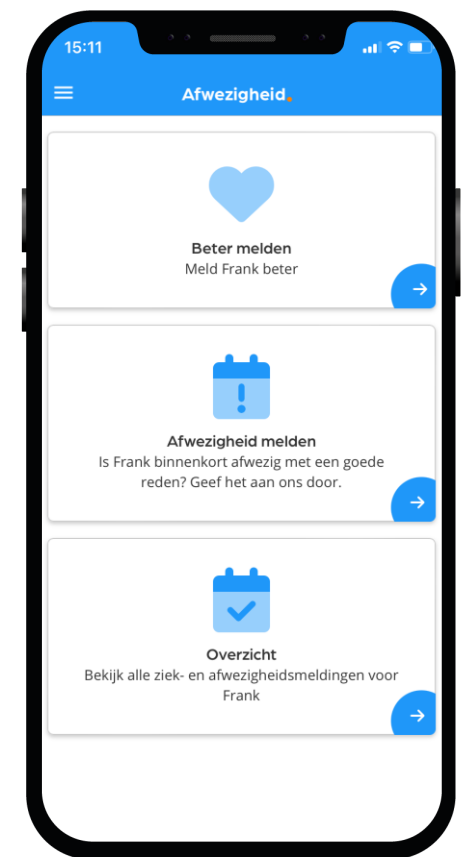 15:11
Afwezigheid.
Beter melden
Meld Frank beter
Afwezigheid melden
Is Frank binnenkort afwezig met een goede
reden? Geef het aan ons door.
Overzicht
Bekijk alle ziek- en afwezigheidsmeldingen voor
Frank